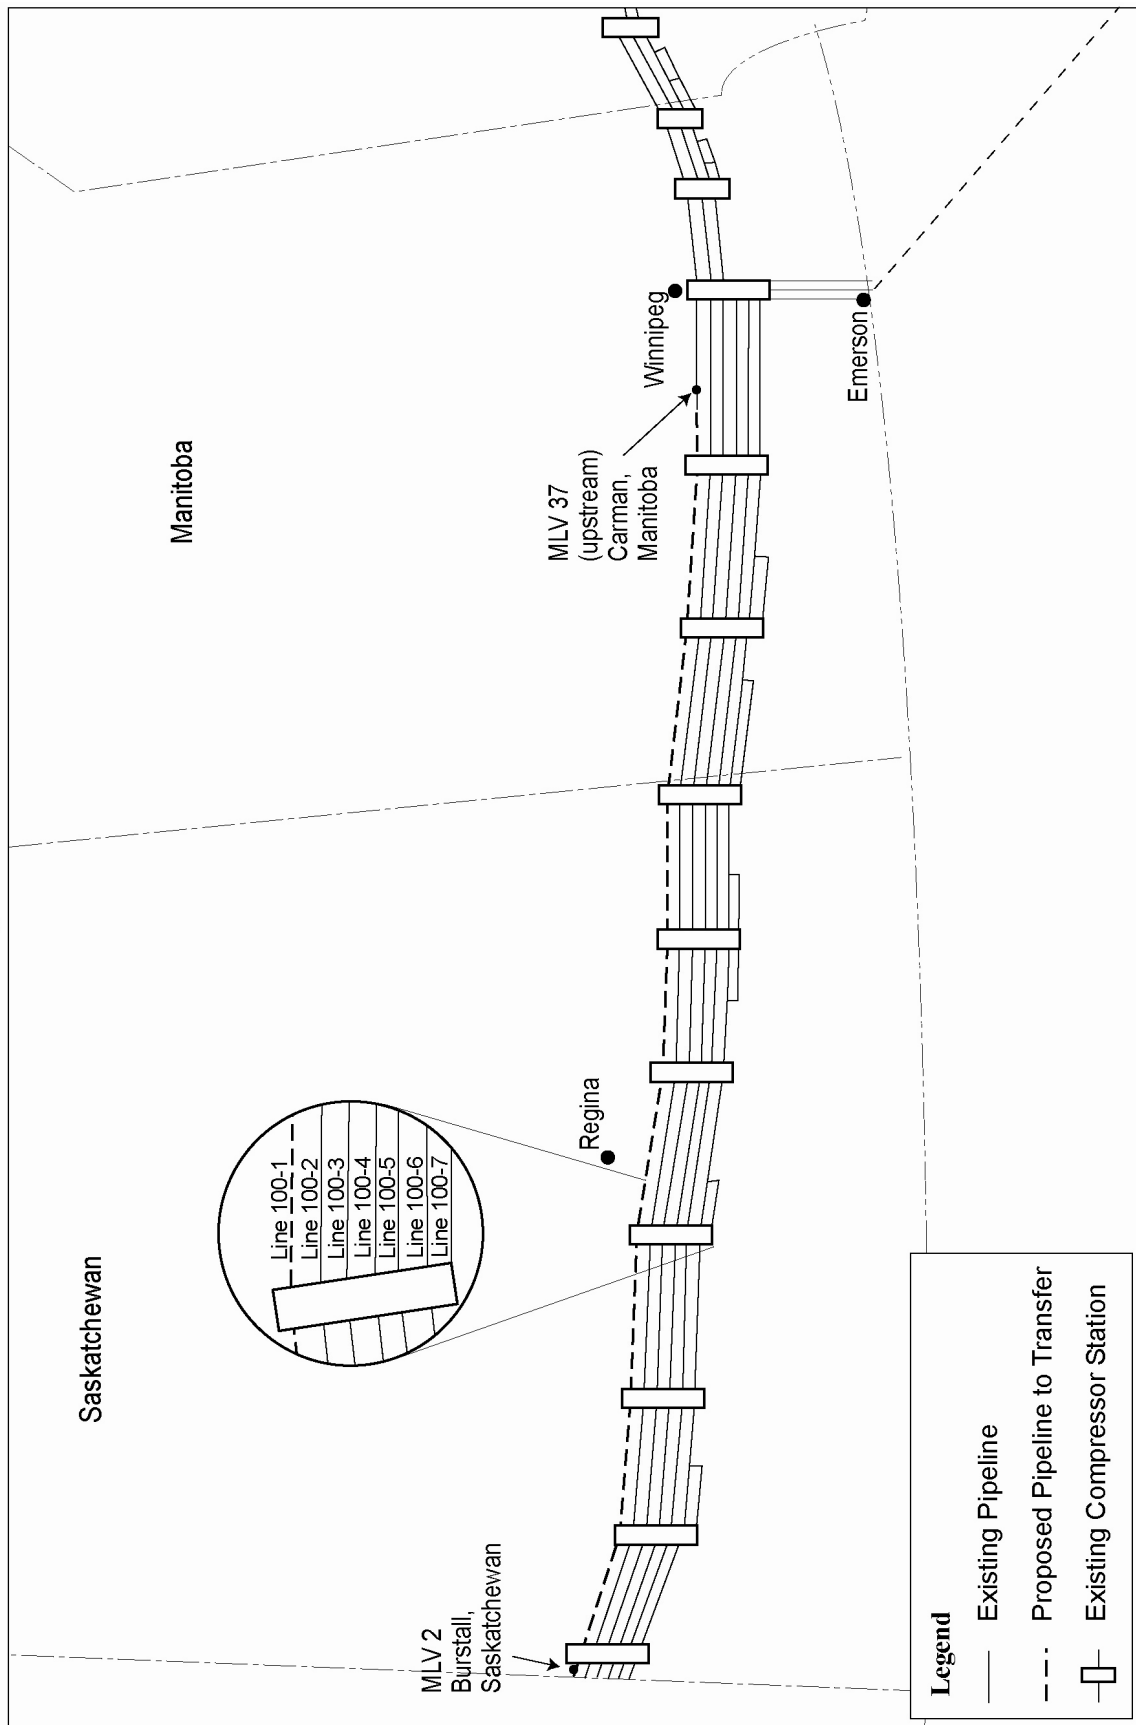 Saskatchewan
Manitoba
Line 100-1
Line 100-2
Line 100-3
Line 100-4
Line 100-5
Line 100-6
Line 100-7
MLV 2
Burstall,
Saskatchewan
Regina
MLV 37
(upstream)
Carman,
Manitoba
Winnipeg
Emerson
Legend
Existing Pipeline
Proposed Pipeline to Transfer
Existing Compressor Station